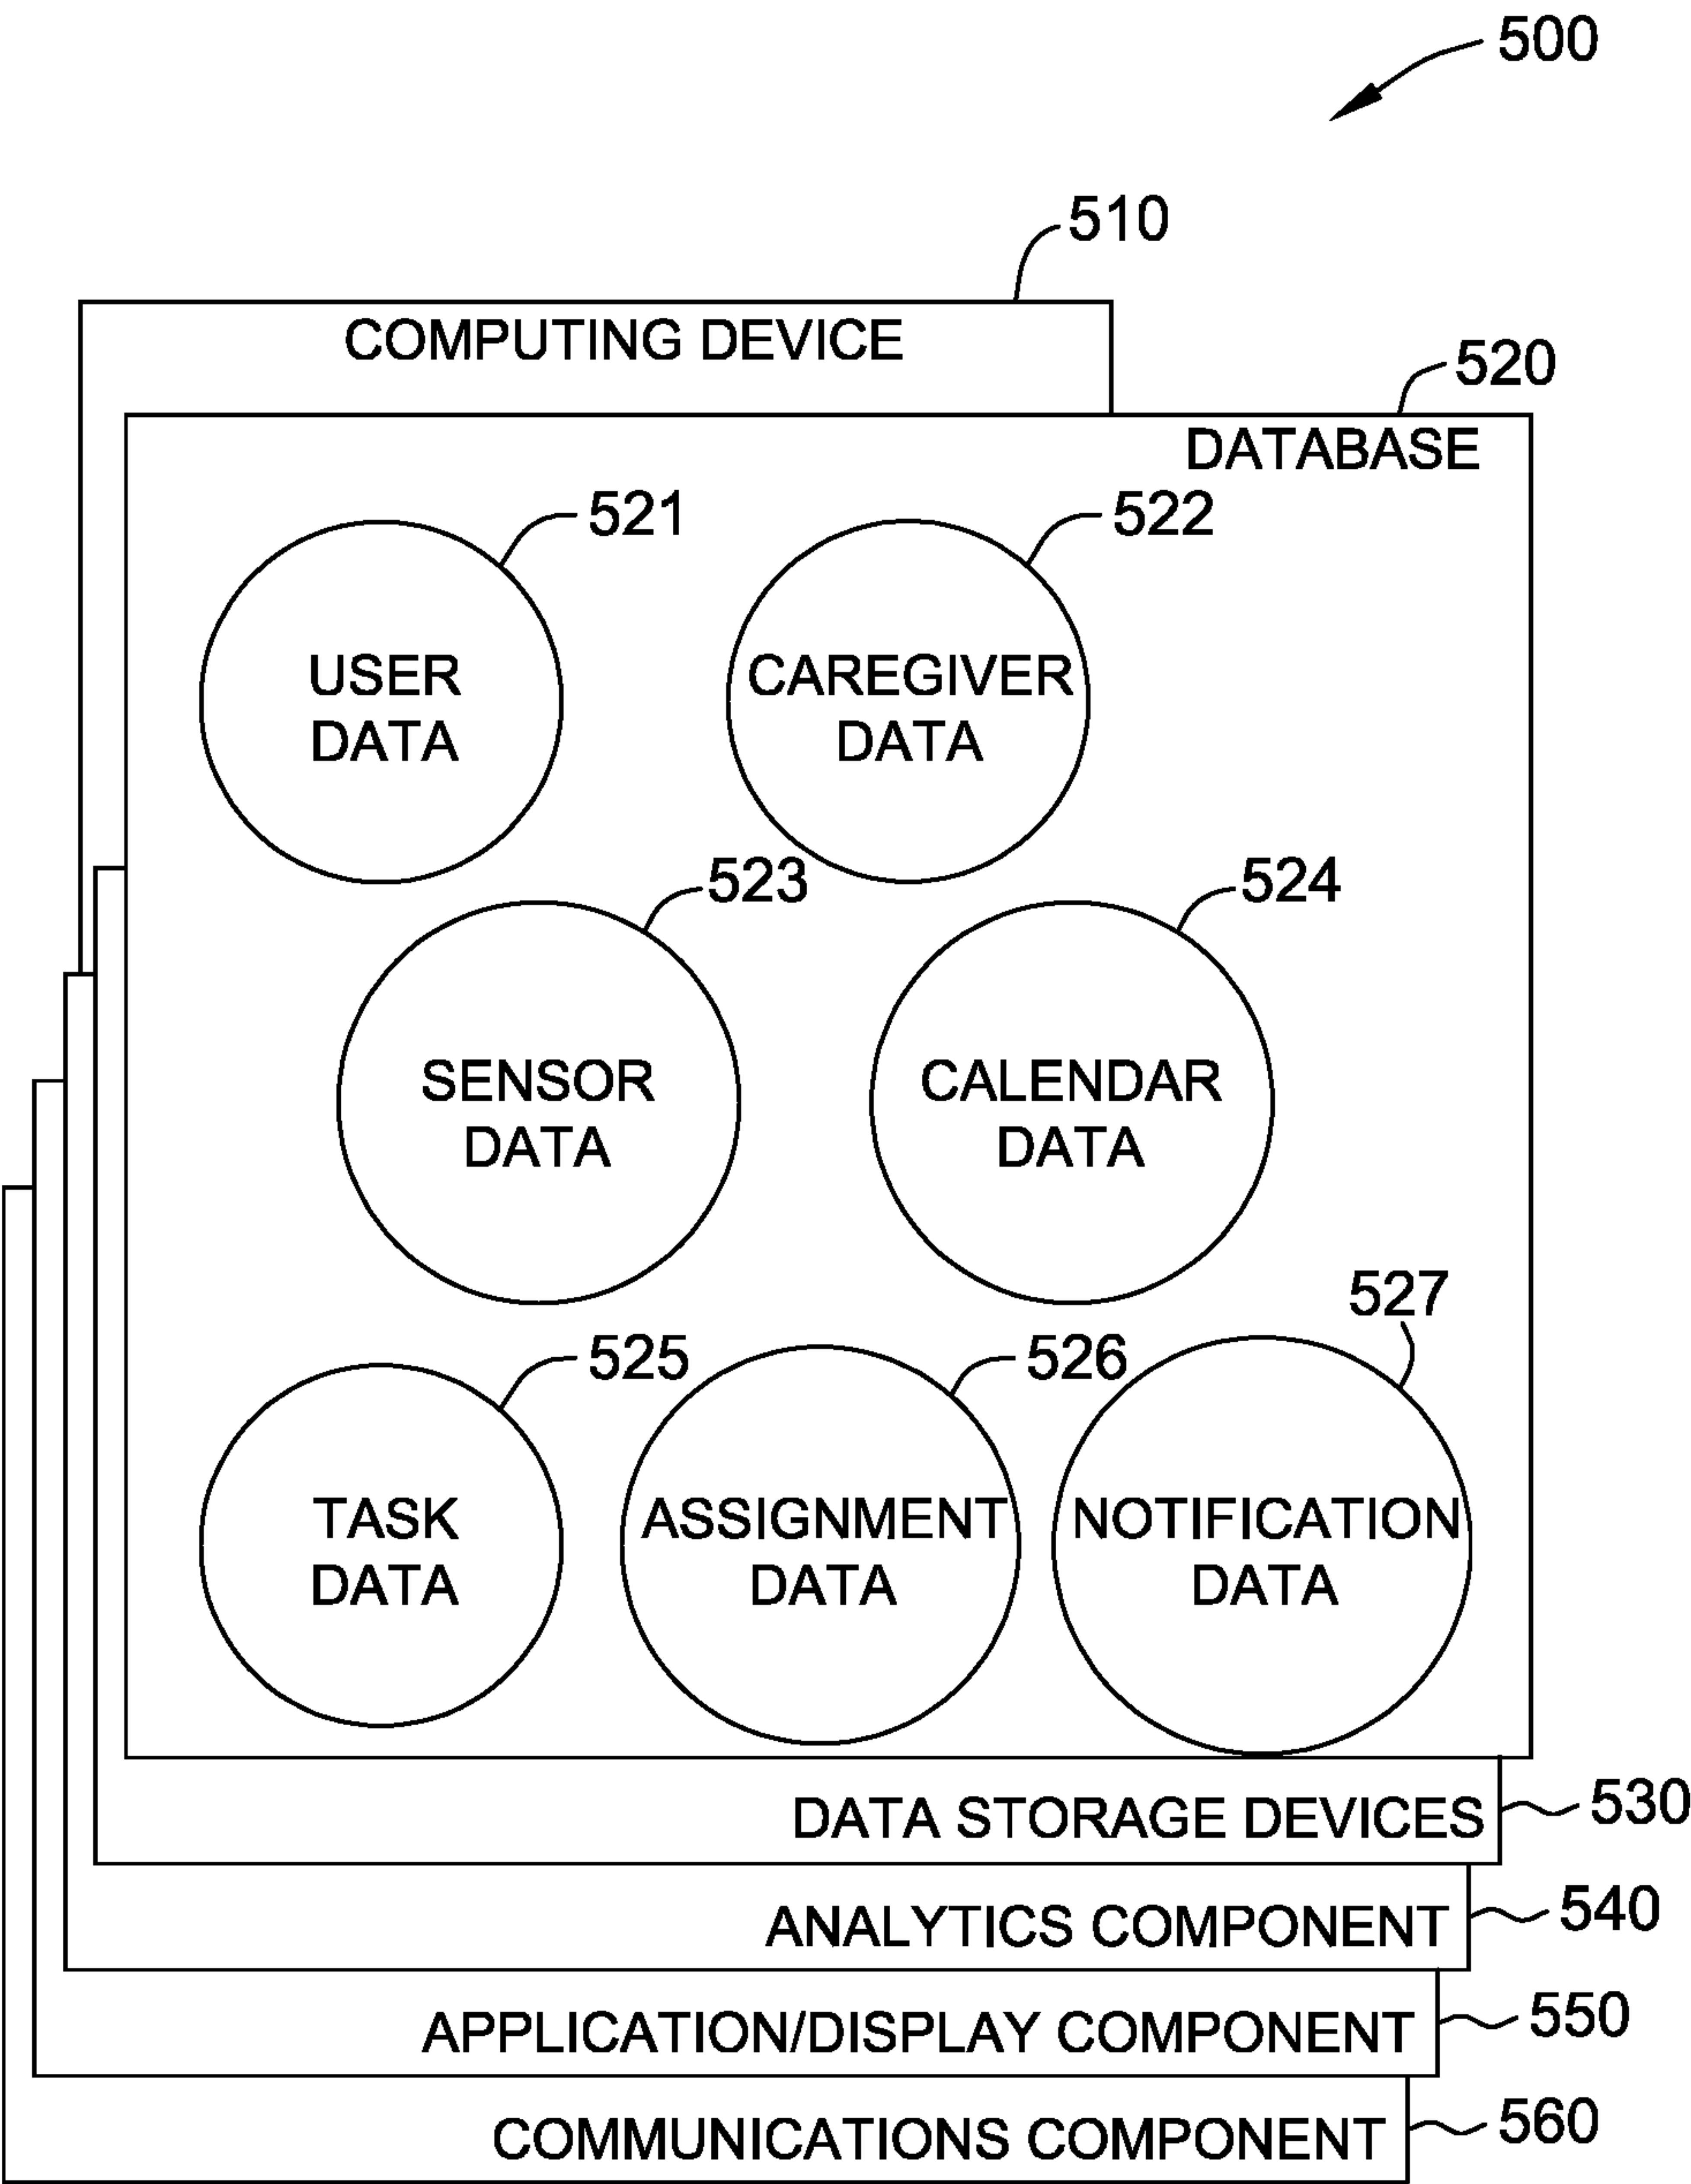 500
510
COMPUTING DEVICE
520
DATABASE
521
522
USER
DATA
CAREGIVER
DATA
523
524
SENSOR
DATA
CALENDAR
DATA
527
525
526
TASK
DATA
ASSIGNMENT
DATA
NOTIFICATION
DATA
DATA STORAGE DEVICES
530
ANALYTICS COMPONENT
540
APPLICATION/DISPLAY COMPONENT
550
COMMUNICATIONS COMPONENT
560